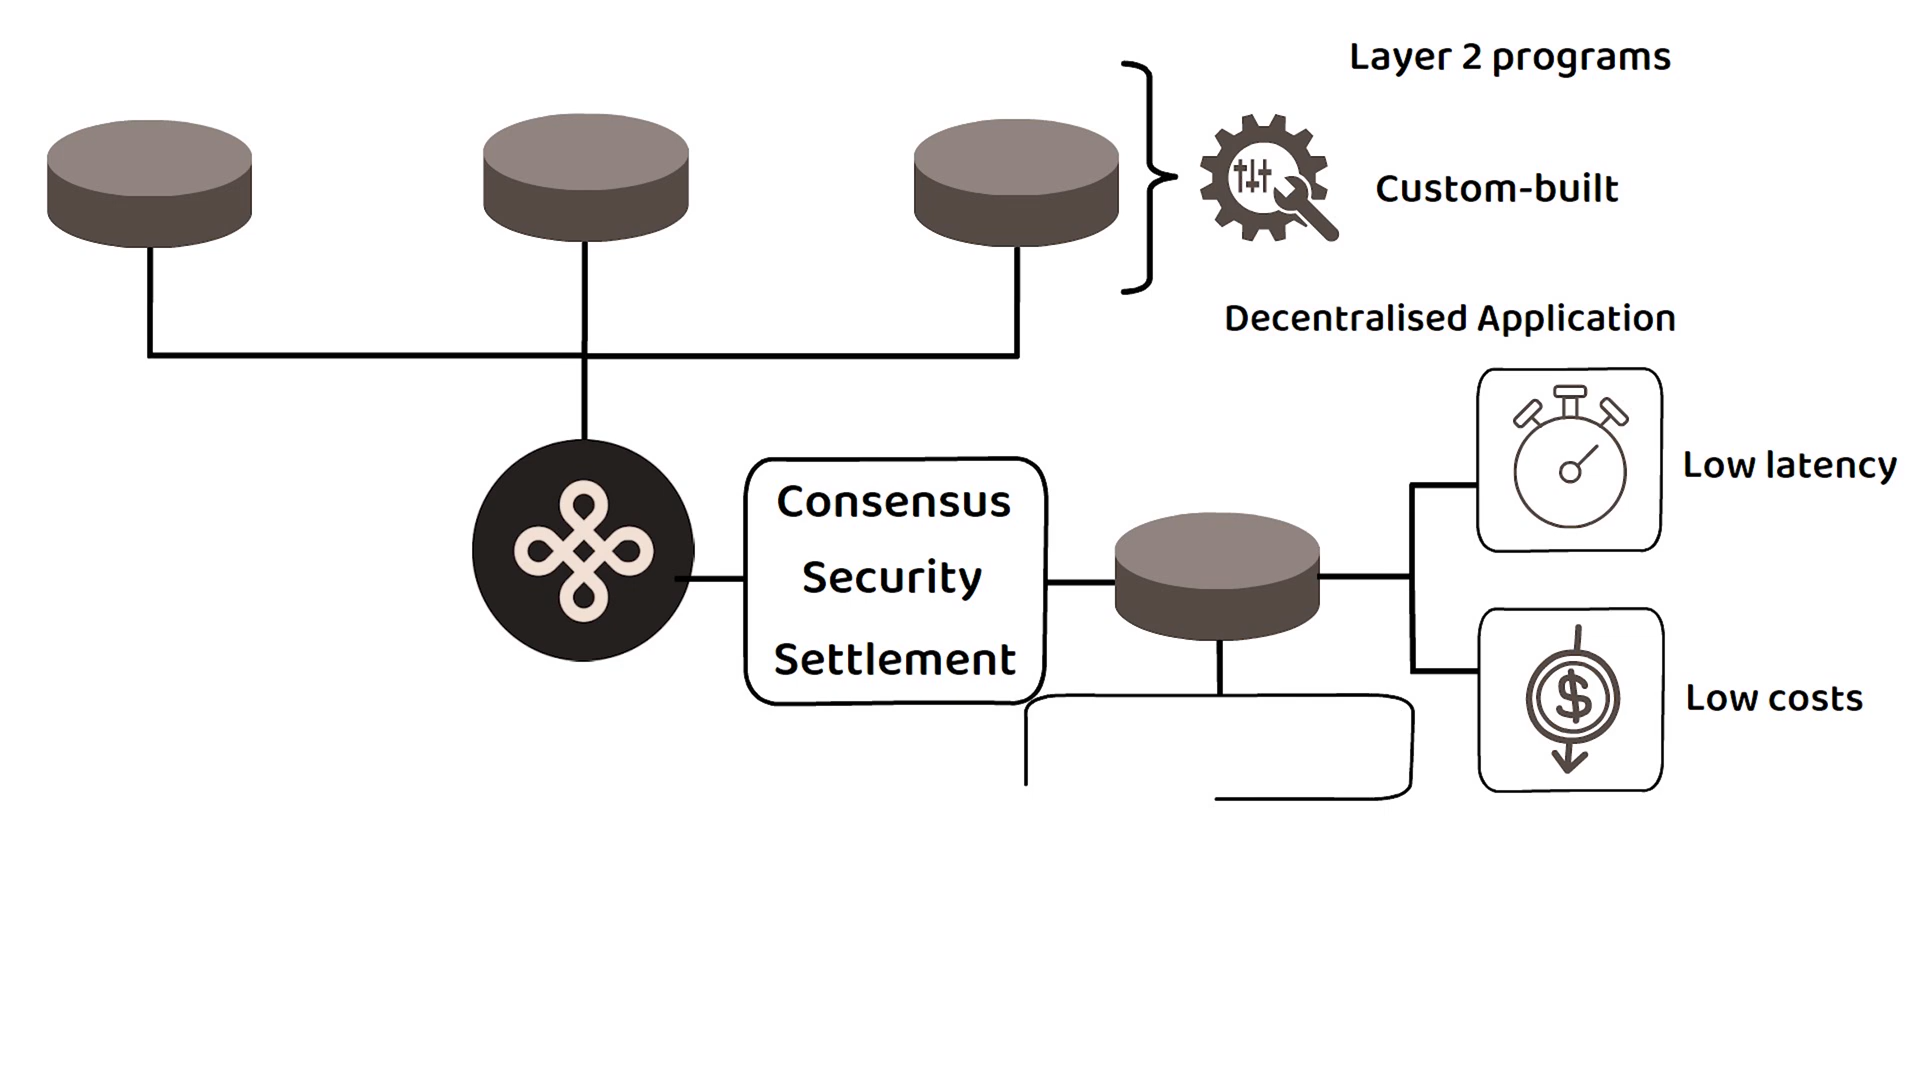 Layer 2 programs
Custom-built
Decentralised Application
Consensus
Security
Settlement
Low latency
$
Low costs